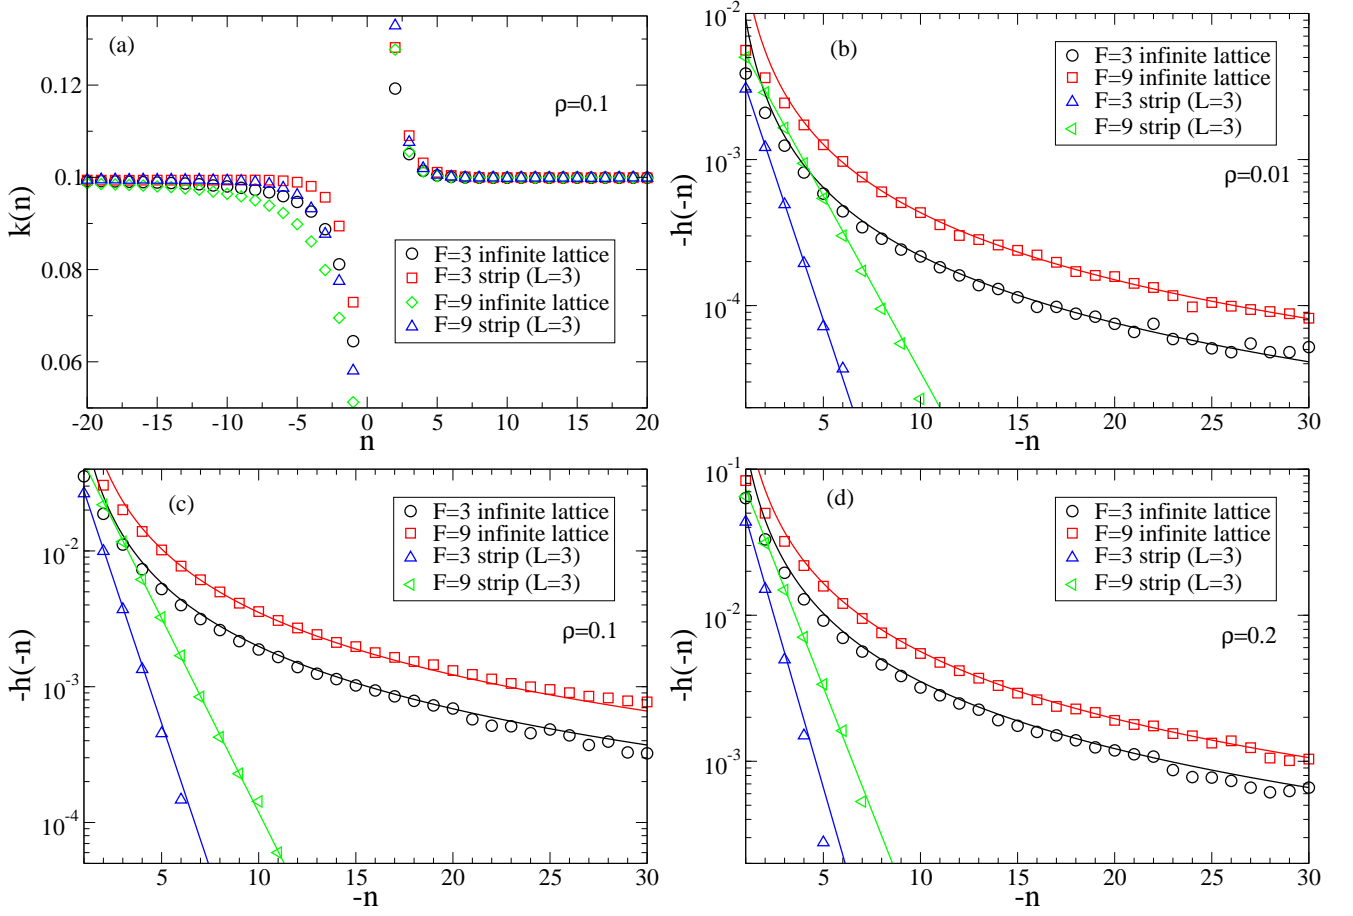 (a)
k(n)
0.12
0.1
0.08
0.06
ρ=0.1
F=3 infinite lattice
F=3 strip (L=3)
F=9 infinite lattice
F=9 strip (L=3)
-20 -15 -10 -5 0 5 10 15 20
n
(b)
-h(-n)
10^-2
10^-3
10^-4
F=3 infinite lattice
F=9 infinite lattice
F=3 strip (L=3)
F=9 strip (L=3)
ρ=0.01
5 10 15 20 25 30
-n
(c)
-h(-n)
10^-2
10^-3
10^-4
F=3 infinite lattice
F=9 infinite lattice
F=3 strip (L=3)
F=9 strip (L=3)
ρ=0.1
5 10 15 20 25 30
-n
(d)
-h(-n)
10^-1
10^-2
10^-3
F=3 infinite lattice
F=9 infinite lattice
F=3 strip (L=3)
F=9 strip (L=3)
ρ=0.2
5 10 15 20 25 30
-n